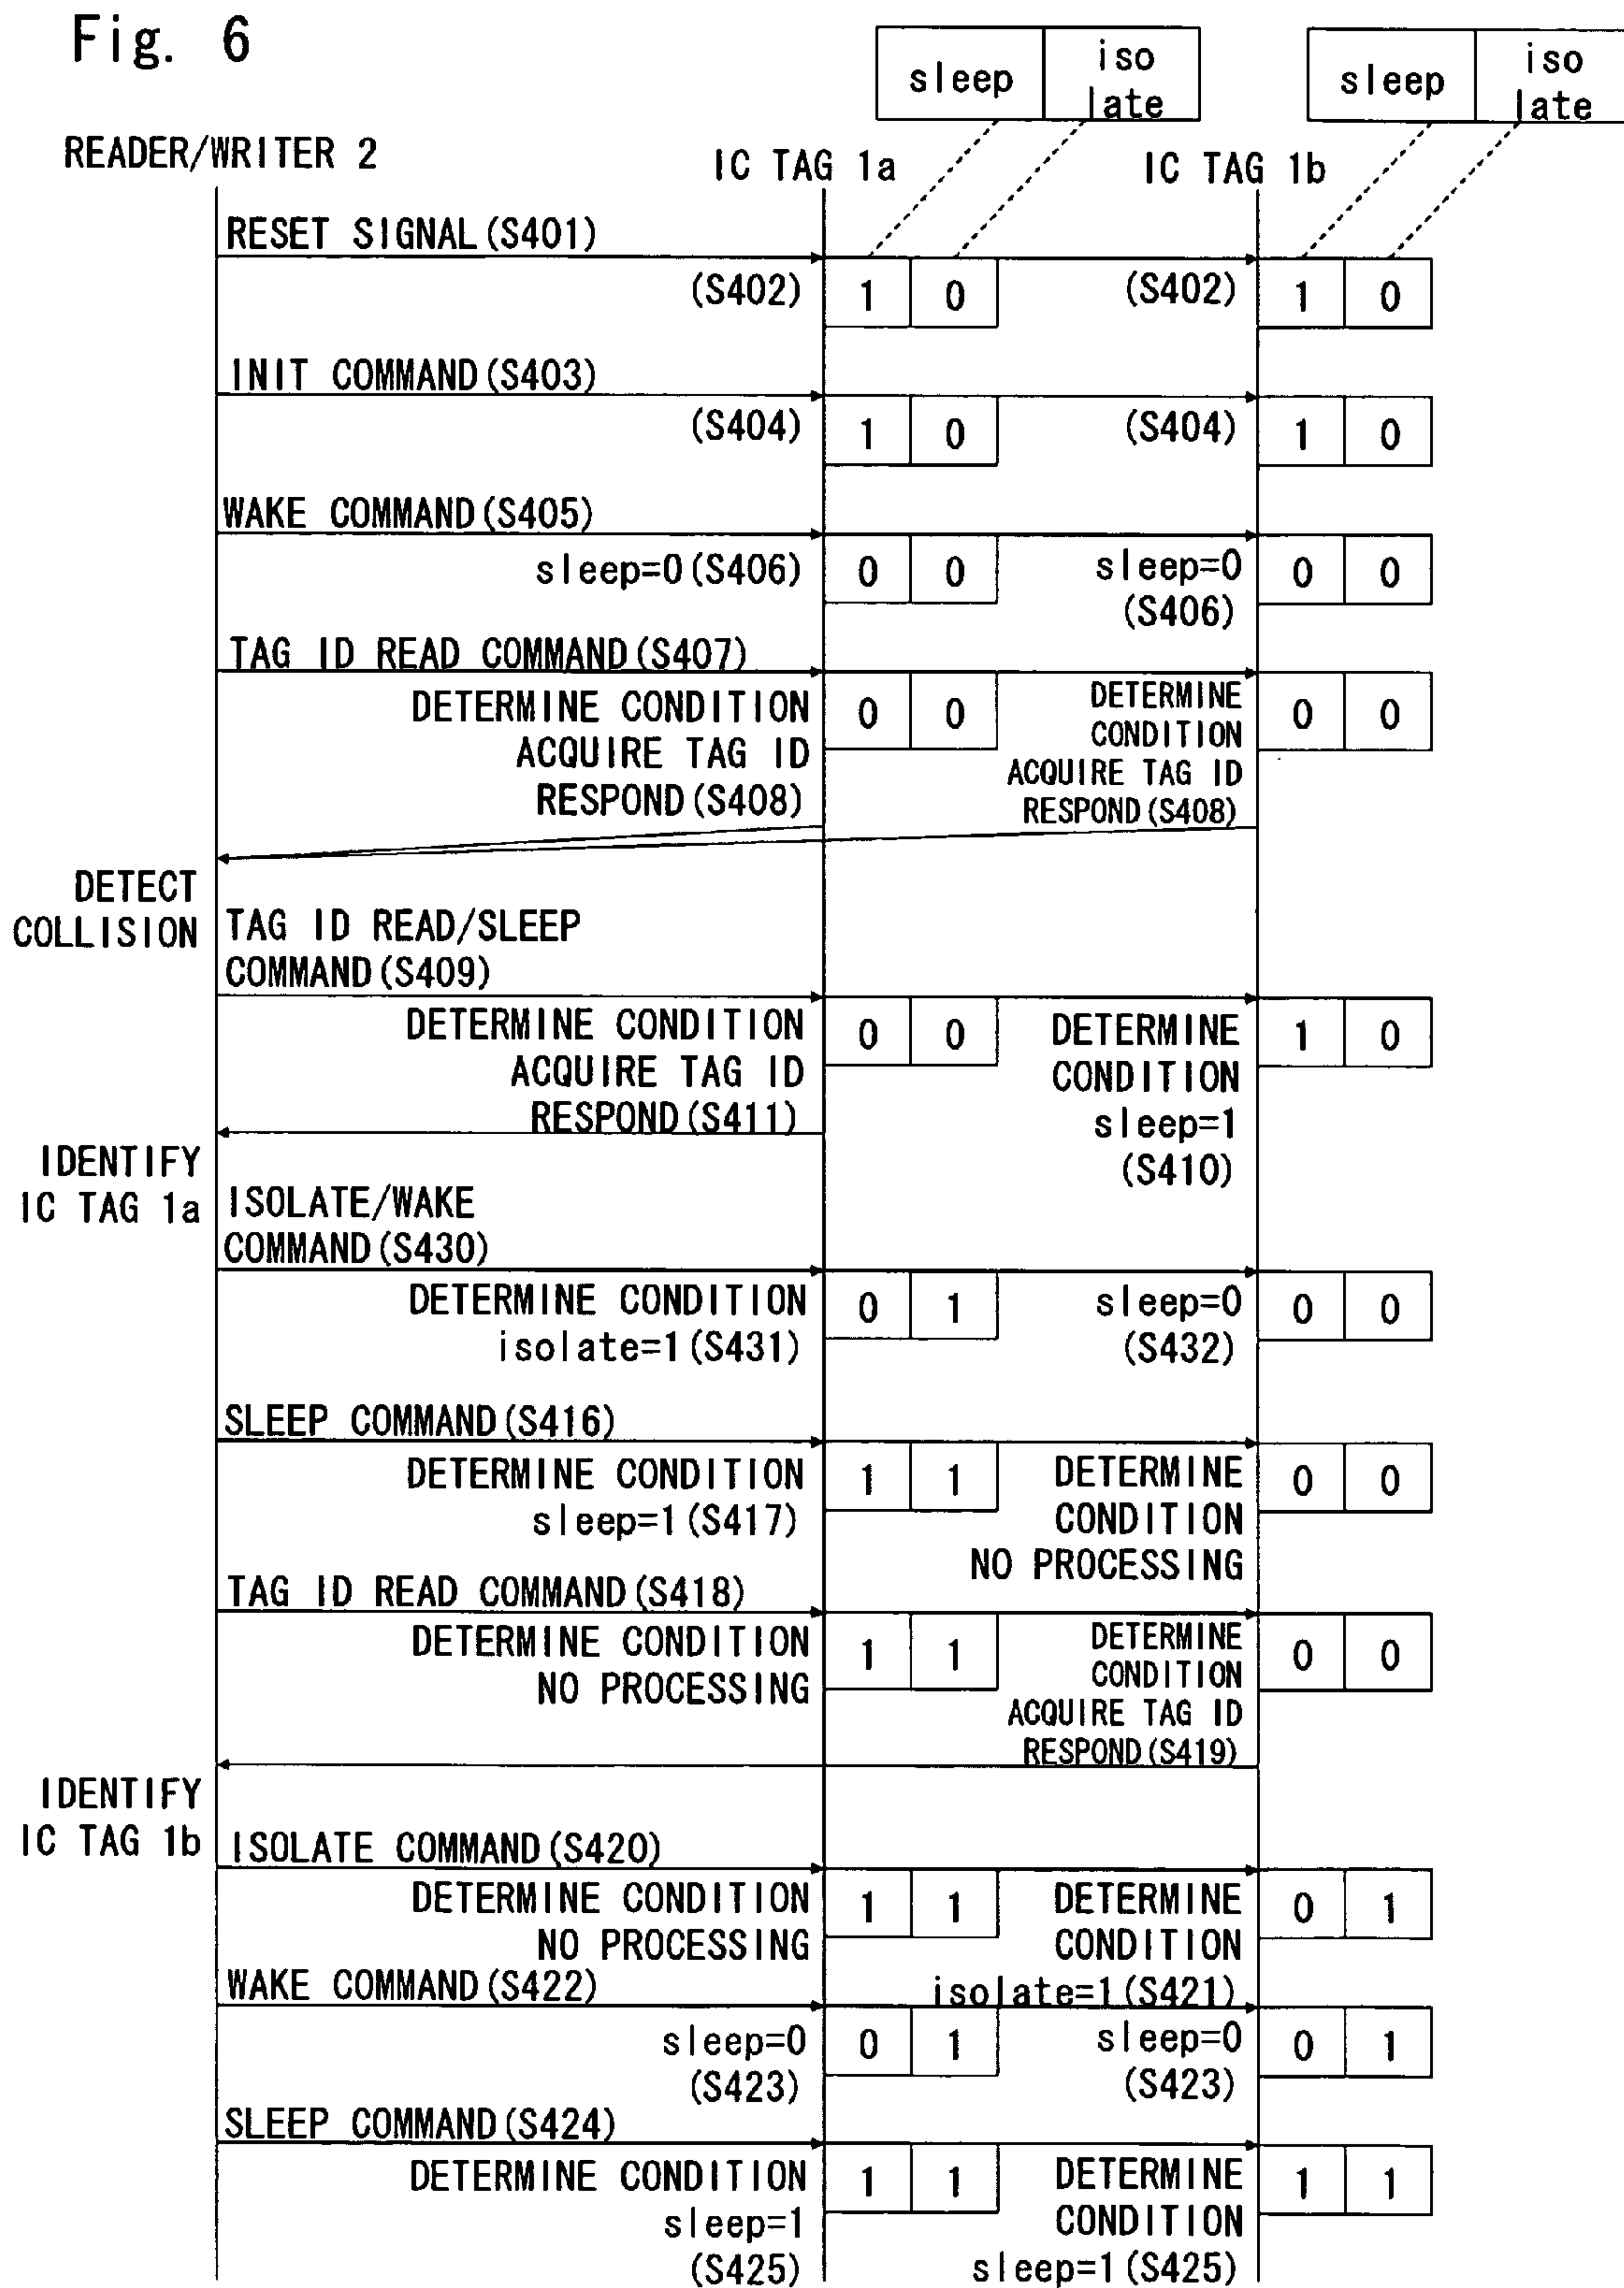 Fig. 6
sleep
iso
late
sleep
iso
late
READER/WRITER 2
IC TAG 1a
IC TAG 1b
RESET SIGNAL(S401)
(S402)
1 0
(S402)
1 0
INIT COMMAND(S403)
(S404)
1 0
(S404)
1 0
WAKE COMMAND(S405)
sleep=0(S406)
0 0
sleep=0
(S406)
0 0
TAG ID READ COMMAND(S407)
DETERMINE CONDITION
ACQUIRE TAG ID
RESPOND(S408)
0 0
DETERMINE
CONDITION
ACQUIRE TAG ID
RESPOND(S408)
0 0
DETECT
COLLISION
TAG ID READ/SLEEP
COMMAND(S409)
DETERMINE CONDITION
ACQUIRE TAG ID
RESPOND(S411)
0 0
DETERMINE
CONDITION
sleep=1
(S410)
1 0
IDENTIFY
IC TAG 1a
ISOLATE/WAKE
COMMAND(S430)
DETERMINE CONDITION
isolate=1(S431)
0 1
sleep=0
(S432)
0 0
SLEEP COMMAND(S416)
DETERMINE CONDITION
sleep=1(S417)
1 1
DETERMINE
CONDITION
NO PROCESSING
0 0
TAG ID READ COMMAND(S418)
DETERMINE CONDITION
NO PROCESSING
1 1
DETERMINE
CONDITION
ACQUIRE TAG ID
RESPOND(S419)
0 0
IDENTIFY
IC TAG 1b
ISOLATE COMMAND(S420)
DETERMINE CONDITION
NO PROCESSING
1 1
DETERMINE
CONDITION
isolate=1(S421)
0 1
WAKE COMMAND(S422)
sleep=0
(S423)
0 1
sleep=0
(S423)
0 1
SLEEP COMMAND(S424)
DETERMINE CONDITION
sleep=1
(S425)
1 1
DETERMINE
CONDITION
sleep=1(S425)
1 1